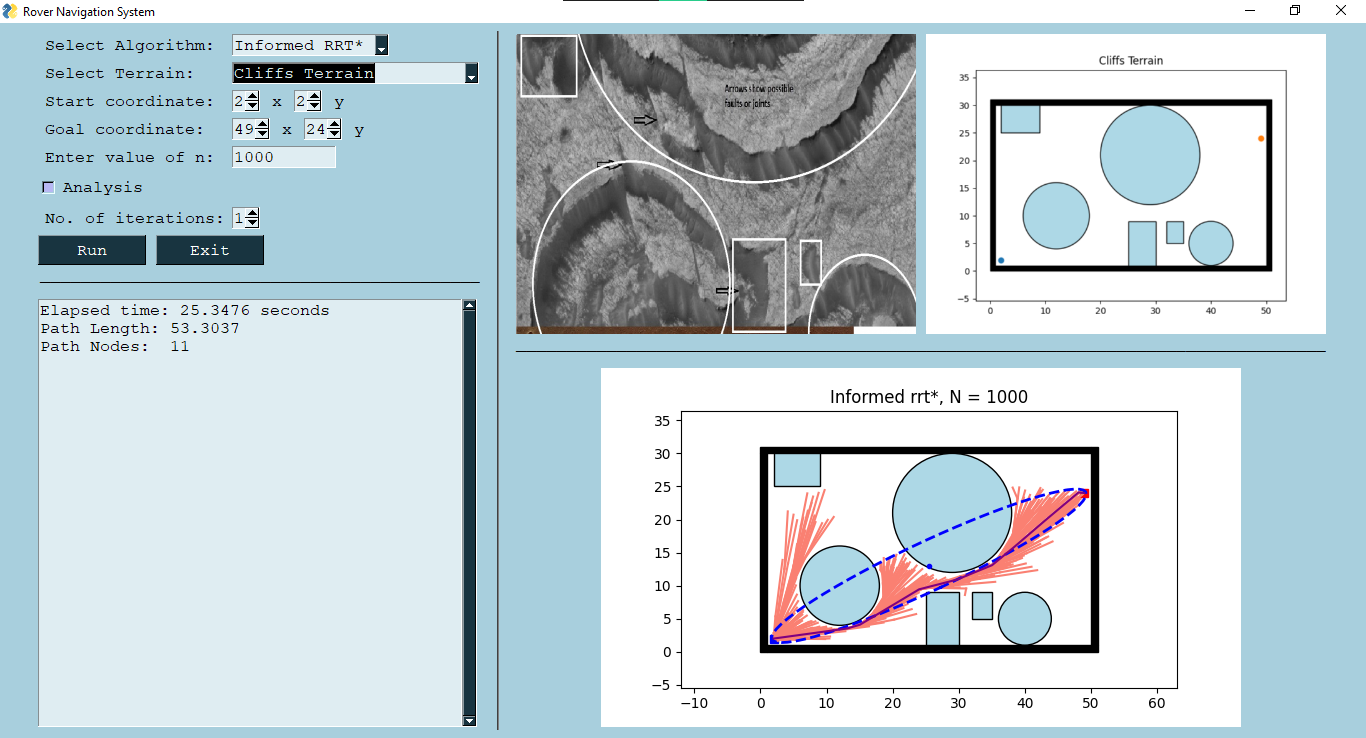 Rover Navigation System
Select Algorithm: Informed RRT*
Select Terrain: Cliffs Terrain
Start coordinate: 2 x 2 y
Goal coordinate: 49 x 24 y
Enter value of n: 1000
Analysis
No. of iterations: 1
Run Exit
Elapsed time: 25.3476 seconds
Path Length: 53.3037
Path Nodes: 11
Arrows show possible
faults or joints
Cliffs Terrain
35
30
25
20
15
10
5
0
−5
0 10 20 30 40 50
Informed rrt*, N = 1000
35
30
25
20
15
10
5
0
−5
−10 0 10 20 30 40 50 60